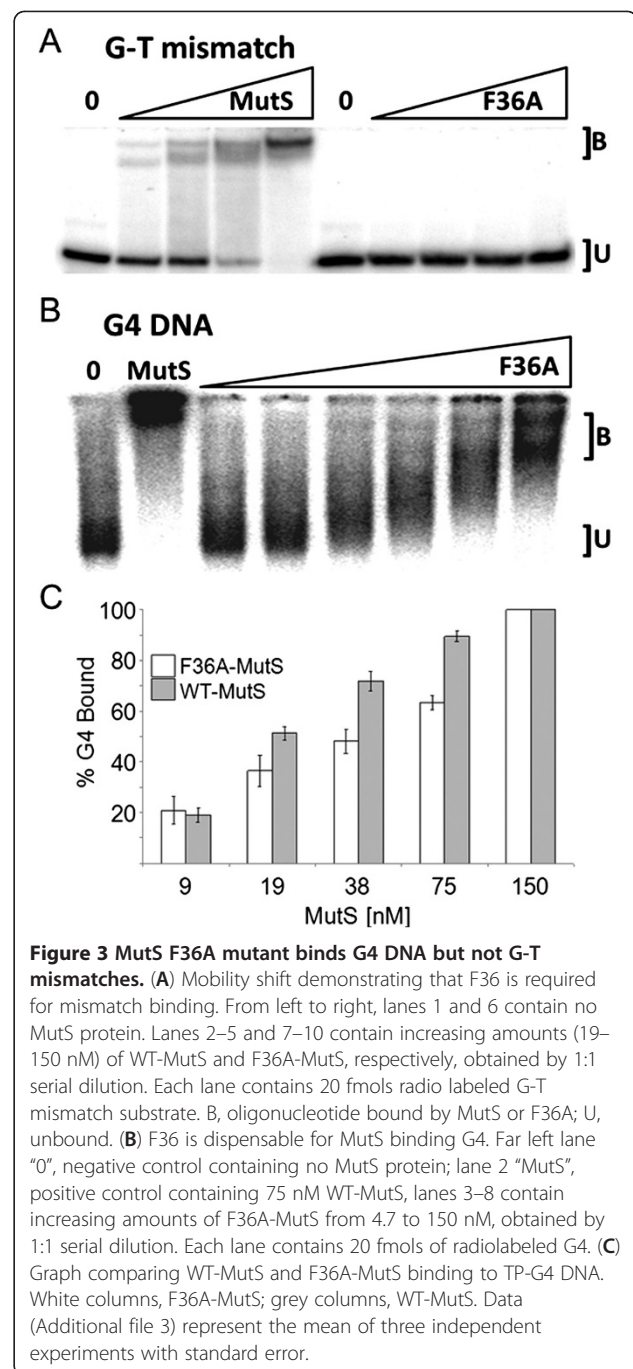 A
G-T mismatch
0 MutS 0 F36A
B
U
B
G4 DNA
0 MutS F36A
B
U
C
% G4 Bound
100
80
60
40
20
F36A-MutS
WT-MutS
9 19 38 75 150
MutS [nM]
Figure 3 MutS F36A mutant binds G4 DNA but not G-T
mismatches. (A) Mobility shift demonstrating that F36 is required
for mismatch binding. From left to right, lanes 1 and 6 contain no
MutS protein. Lanes 2–5 and 7–10 contain increasing amounts (19–
150 nM) of WT-MutS and F36A-MutS, respectively, obtained by 1:1
serial dilution. Each lane contains 20 fmols radio labeled G-T
mismatch substrate. B, oligonucleotide bound by MutS or F36A; U,
unbound. (B) F36 is dispensable for MutS binding G4. Far left lane
“0”, negative control containing no MutS protein; lane 2 “MutS”,
positive control containing 75 nM WT-MutS, lanes 3–8 contain
increasing amounts of F36A-MutS from 4.7 to 150 nM, obtained by
1:1 serial dilution. Each lane contains 20 fmols of radiolabeled G4. (C)
Graph comparing WT-MutS and F36A-MutS binding to TP-G4 DNA.
White columns, F36A-MutS; grey columns, WT-MutS. Data
(Additional file 3) represent the mean of three independent
experiments with standard error.